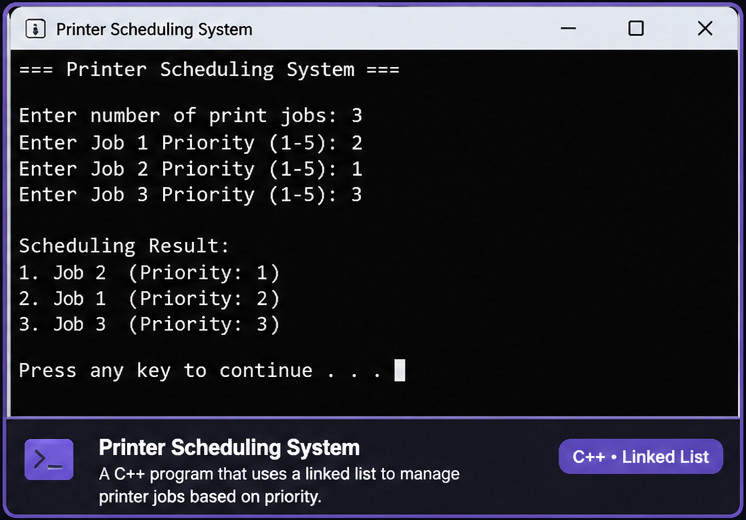 Printer Scheduling System
=== Printer Scheduling System ===
Enter number of print jobs: 3
Enter Job 1 Priority (1-5): 2
Enter Job 2 Priority (1-5): 1
Enter Job 3 Priority (1-5): 3
Scheduling Result:
1. Job 2 (Priority: 1)
2. Job 1 (Priority: 2)
3. Job 3 (Priority: 3)
Press any key to continue . . .
>_
Printer Scheduling System
A C++ program that uses a linked list to manage
printer jobs based on priority.
C++ • Linked List